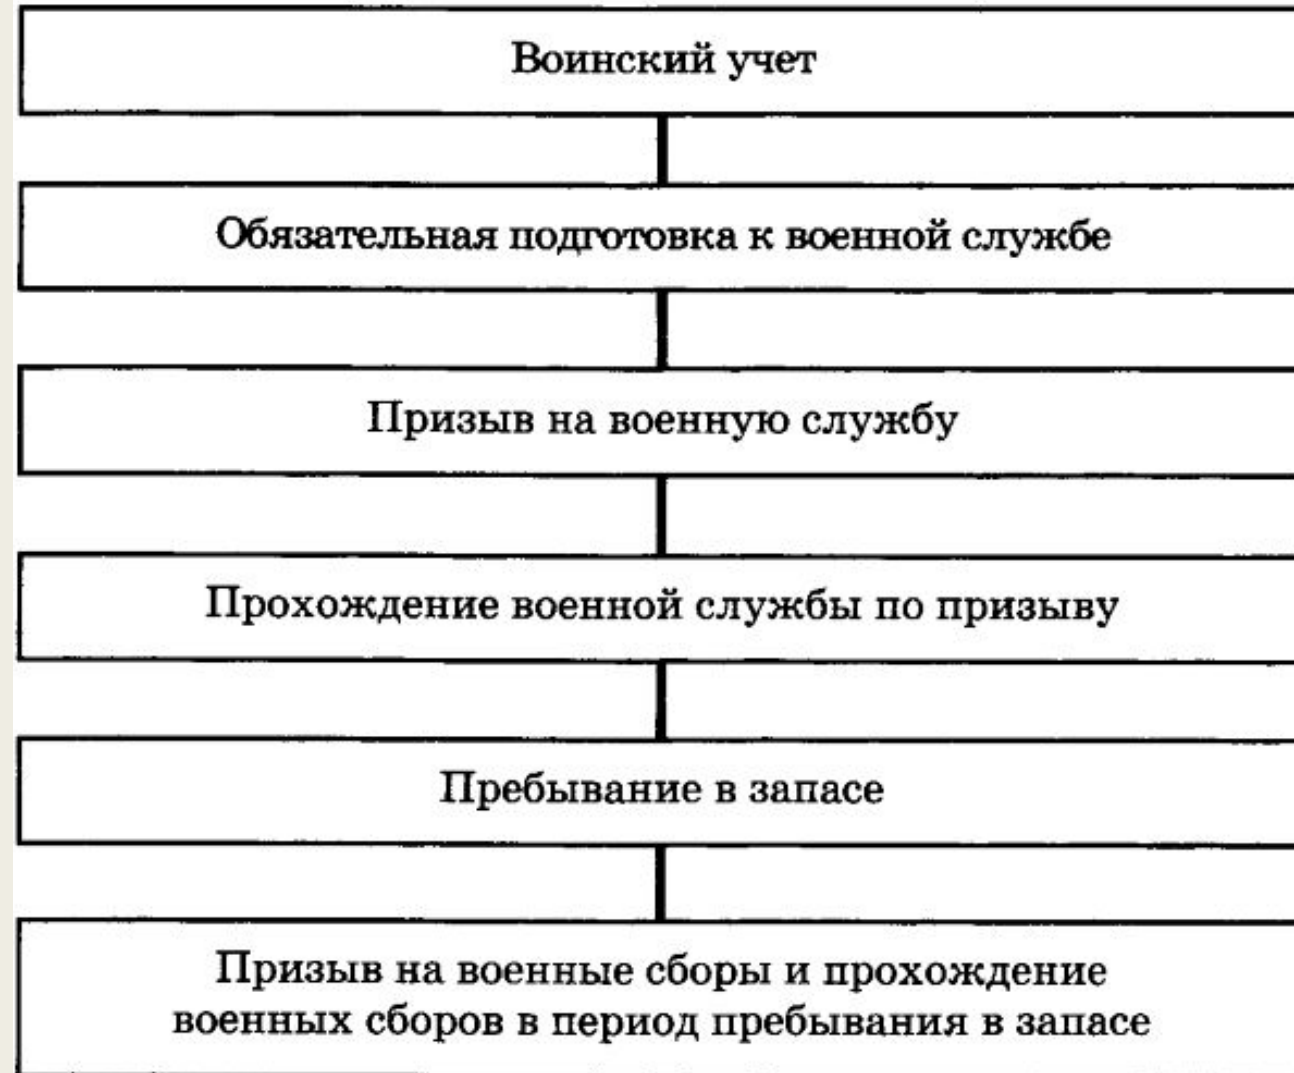 Воинский учет
Обязательная подготовка к военной службе
Призыв на военную службу
Прохождение военной службы по призыву
Пребывание в запасе
Призыв на военные сборы и прохождение
военных сборов в период пребывания в запасе